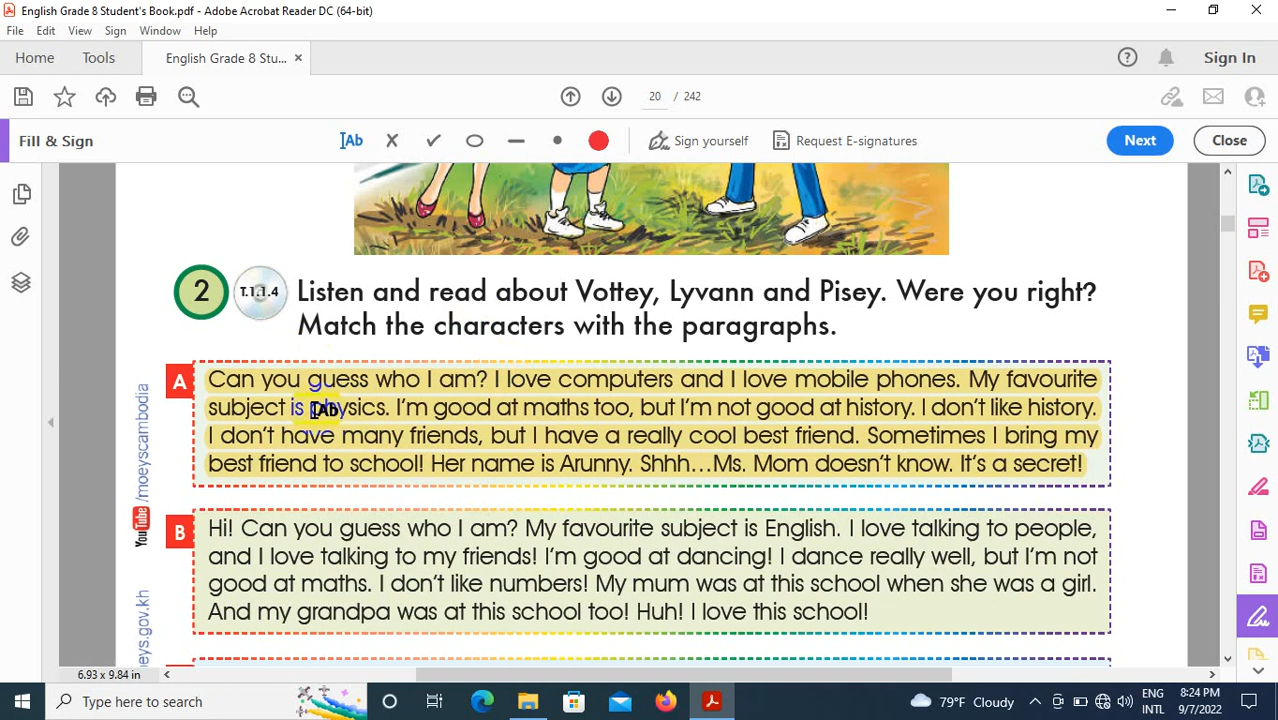 English Grade 8 Student's Book.pdf - Adobe Acrobat Reader DC (64-bit)
File Edit View Sign Window Help
Home Tools English Grade 8 Stu... × Sign In
20 / 242
Fill & Sign Ab Sign yourself Request E-signatures Next Close
2 T.1.1.4 Listen and read about Vottey, Lyvann and Pisey. Were you right?
Match the characters with the paragraphs.
A Can you guess who I am? I love computers and I love mobile phones. My favourite
subject is physics. I'm good at maths too, but I'm not good at history. I don't like history.
I don't have many friends, but I have a really cool best friend. Sometimes I bring my
best friend to school! Her name is Arunny. Shhh...Ms. Mom doesn't know. It's a secret!
B Hi! Can you guess who I am? My favourite subject is English. I love talking to people,
and I love talking to my friends! I'm good at dancing! I dance really well, but I'm not
good at maths. I don't like numbers! My mum was at this school when she was a girl.
And my grandpa was at this school too! Huh! I love this school!
YouTube /moeyscambodia
eys.gov.kh
6.93 x 9.84 in
Type here to search
79°F Cloudy
ENG
INTL
8:24 PM
9/7/2022